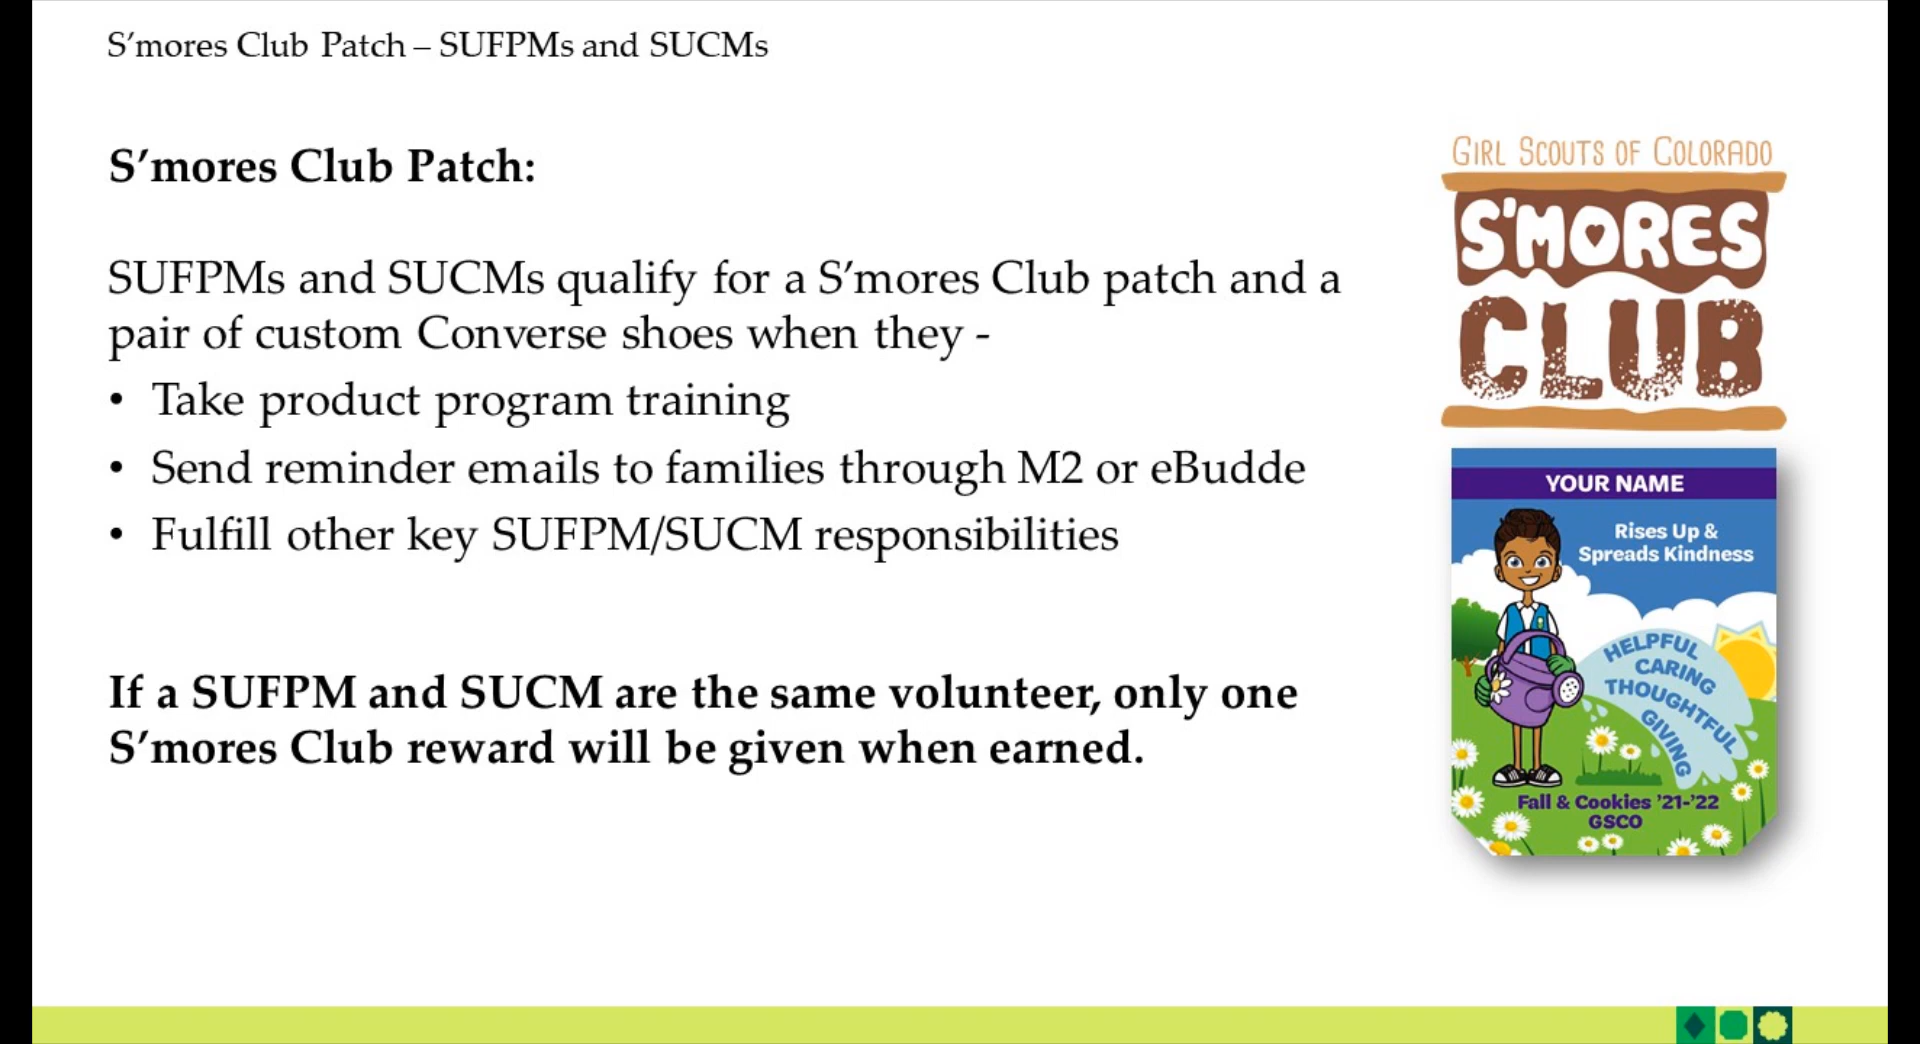 S’mores Club Patch – SUFPMs and SUCMs
S’mores Club Patch:
SUFPMs and SUCMs qualify for a S’mores Club patch and a
pair of custom Converse shoes when they -
• Take product program training
• Send reminder emails to families through M2 or eBudde
• Fulfill other key SUFPM/SUCM responsibilities
If a SUFPM and SUCM are the same volunteer, only one
S’mores Club reward will be given when earned.
GIRL SCOUTS OF COLORADO
S'MORES
CLUB
YOUR NAME
Rises Up &
Spreads Kindness
HELPFUL
CARING
THOUGHTFUL
GIVING
Fall & Cookies ’21-’22
GSCO